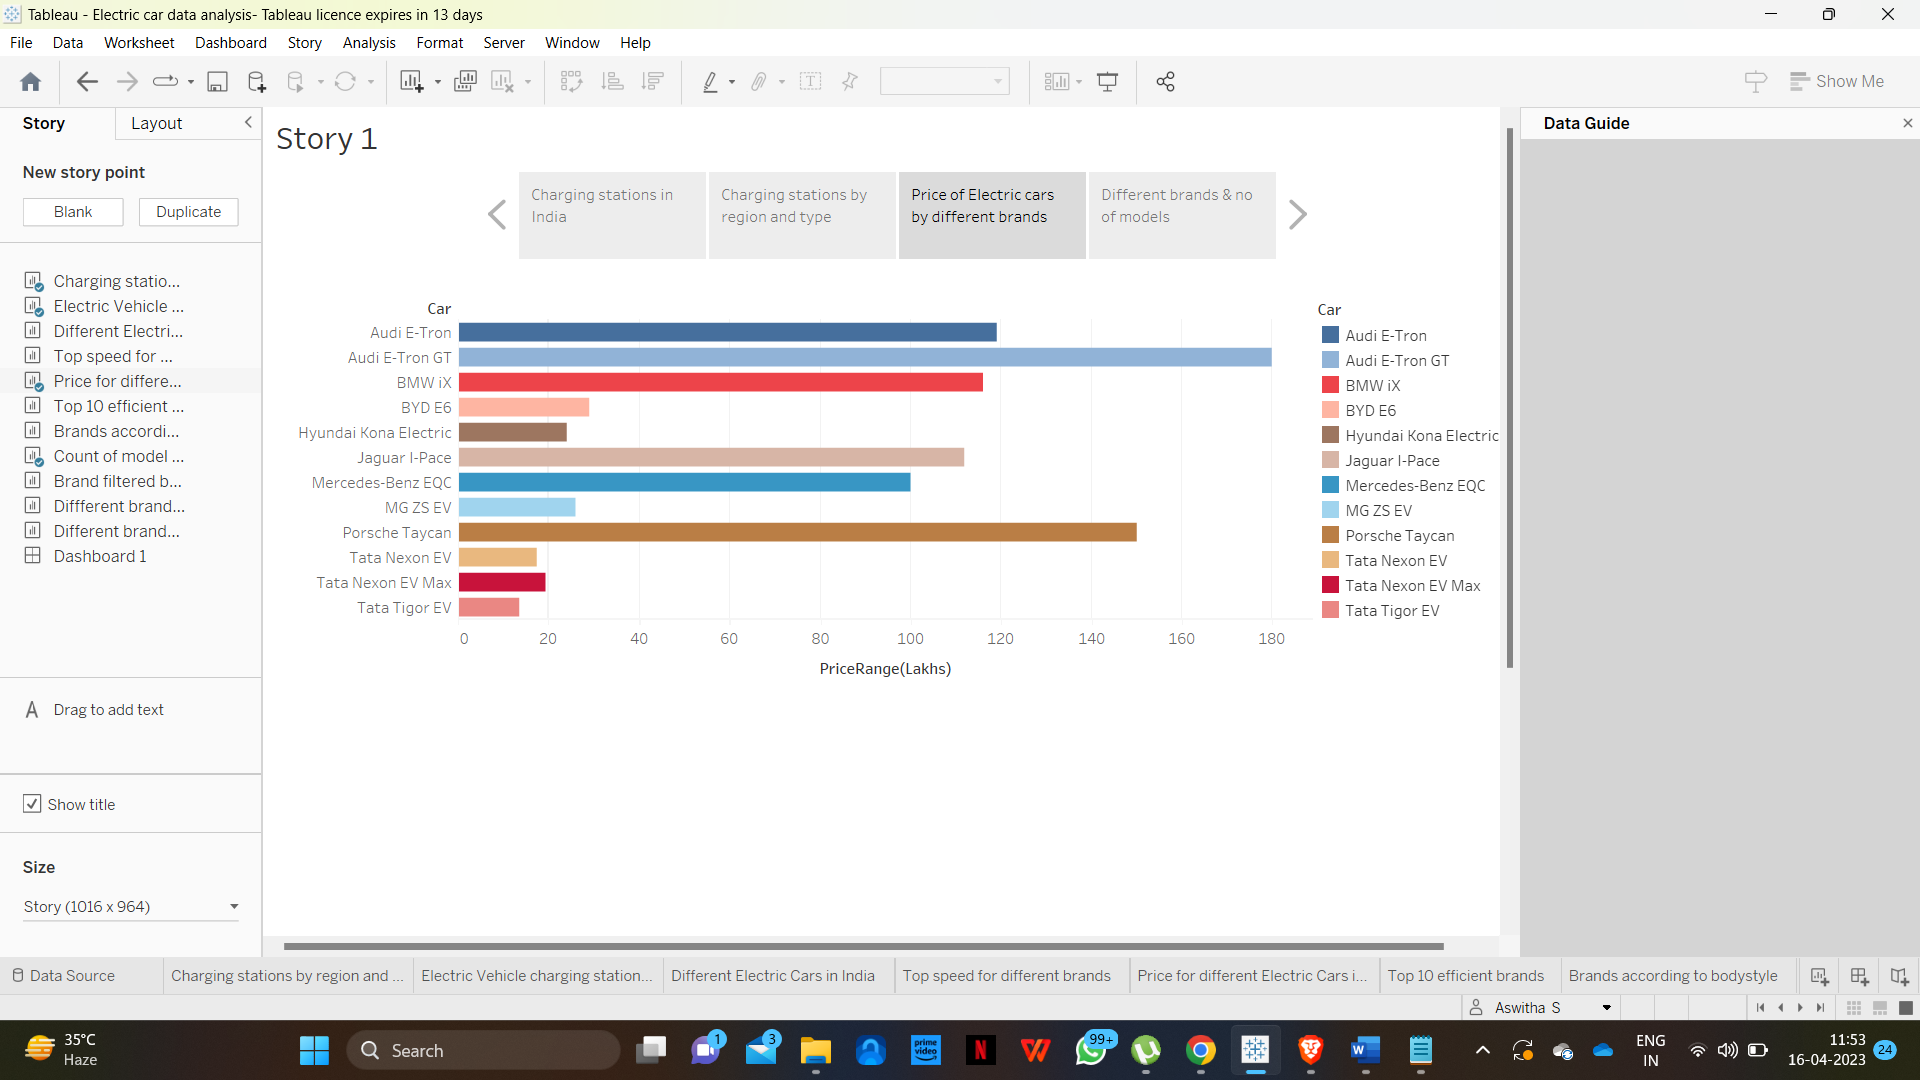 Tableau - Electric car data analysis- Tableau licence expires in 13 days
File Data Worksheet Dashboard Story Analysis Format Server Window Help
Show Me
Story Layout
New story point
Blank Duplicate
Charging statio...
Electric Vehicle ...
Different Electri...
Top speed for ...
Price for differe...
Top 10 efficient ...
Brands accordi...
Count of model ...
Brand filtered b...
Diffferent brand...
Different brand...
Dashboard 1
A Drag to add text
Show title
Size
Story (1016 x 964)
Story 1
Charging stations in
India
Charging stations by
region and type
Price of Electric cars
by different brands
Different brands & no
of models
Car
Audi E-Tron
Audi E-Tron GT
BMW iX
BYD E6
Hyundai Kona Electric
Jaguar I-Pace
Mercedes-Benz EQC
MG ZS EV
Porsche Taycan
Tata Nexon EV
Tata Nexon EV Max
Tata Tigor EV
0 20 40 60 80 100 120 140 160 180
PriceRange(Lakhs)
Car
Audi E-Tron
Audi E-Tron GT
BMW iX
BYD E6
Hyundai Kona Electric
Jaguar I-Pace
Mercedes-Benz EQC
MG ZS EV
Porsche Taycan
Tata Nexon EV
Tata Nexon EV Max
Tata Tigor EV
Data Guide
Data Source Charging stations by region and ... Electric Vehicle charging station... Different Electric Cars in India Top speed for different brands Price for different Electric Cars i... Top 10 efficient brands Brands according to bodystyle
Aswitha S
35°C
Haze
Search
1
3
prime
video
N
W
99+
W
ENG
IN
11:53
16-04-2023
24